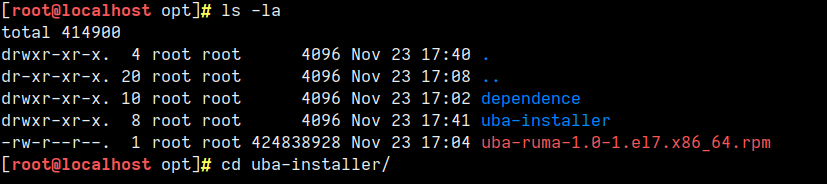 [root@localhost opt]# ls -la
total 414900
drwxr-xr-x.  4 root root      4096 Nov 23 17:40 .
dr-xr-xr-x. 20 root root      4096 Nov 23 17:08 ..
drwxr-xr-x. 10 root root      4096 Nov 23 17:02 dependence
drwxr-xr-x.  8 root root      4096 Nov 23 17:41 uba-installer
-rw-r--r--.  1 root root 424838928 Nov 23 17:04 uba-ruma-1.0-1.el7.x86_64.rpm
[root@localhost opt]# cd uba-installer/